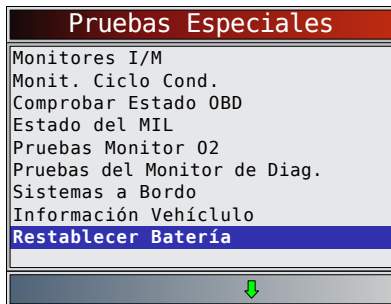 Pruebas Especiales
Monitores I/M
Monit. Ciclo Cond.
Comprobar Estado OBD
Estado del MIL
Pruebas Monitor O2
Pruebas del Monitor de Diag.
Sistemas a Bordo
Información Vehíclulo
Restablecer Batería